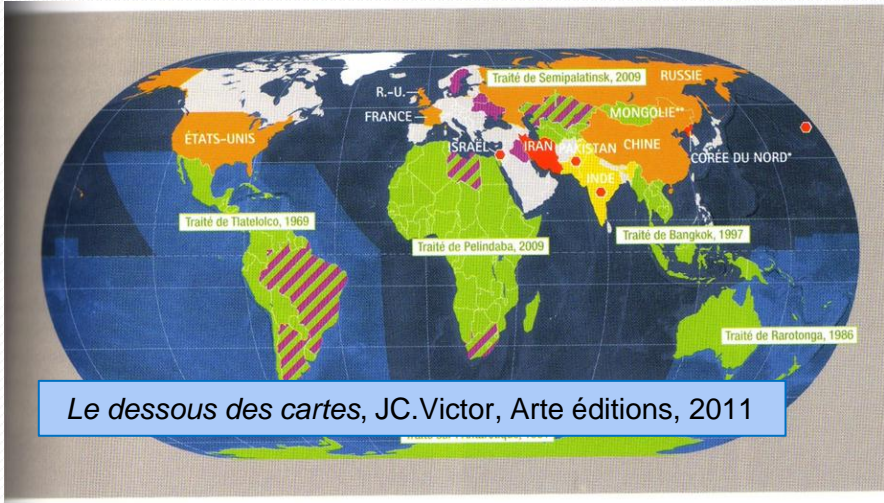 Traité de Semipalatinsk, 2009
RUSSIE
R.-U.
FRANCE
MONGOLIE**
ÉTATS-UNIS
ISRAËL
IRAN
PAKISTAN
CHINE
CORÉE DU NORD*
INDE
Traité de Tlatelolco, 1969
Traité de Pelindaba, 2009
Traité de Bangkok, 1997
Traité de Rarotonga, 1986
Le dessous des cartes, JC.Victor, Arte éditions, 2011